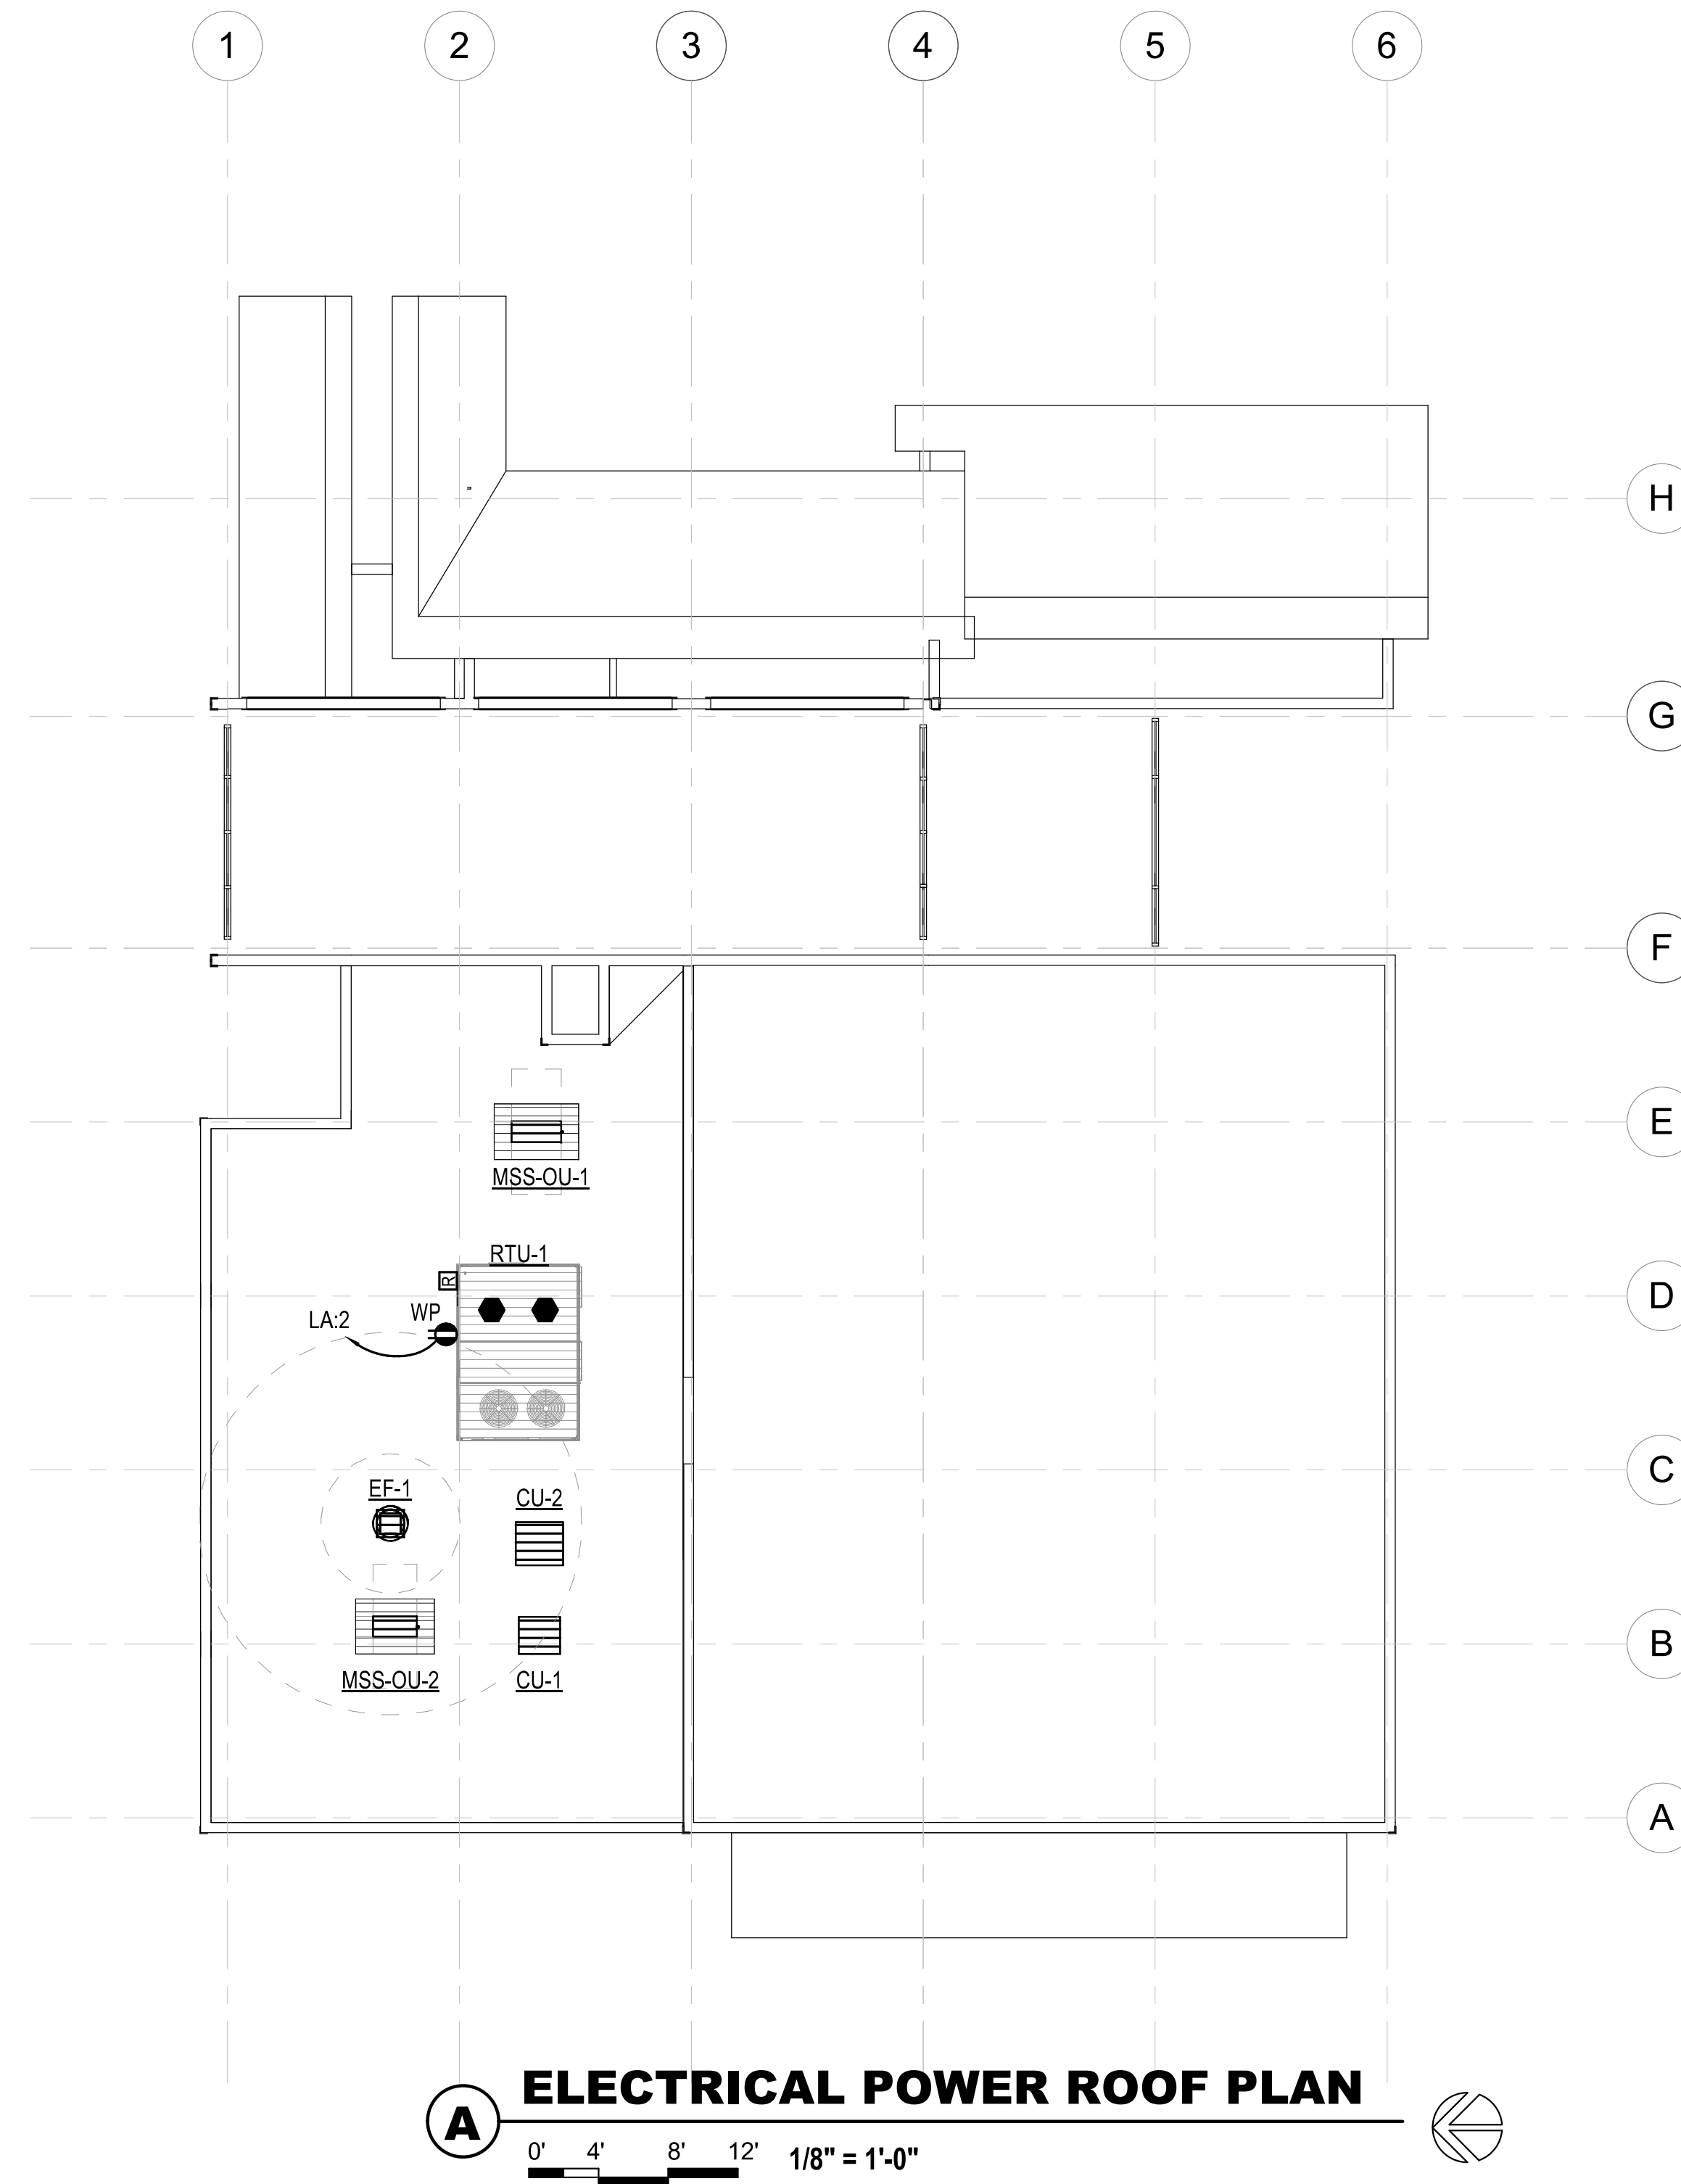 1 2 3 4 5 6
H
G
F
E
MSS-OU-1
RTU-1
R
D
WP
LA:2
C
EF-1
CU-2
B
MSS-OU-2
CU-1
A
ELECTRICAL POWER ROOF PLAN
A
0' 4' 8' 12'
1/8" = 1'-0"